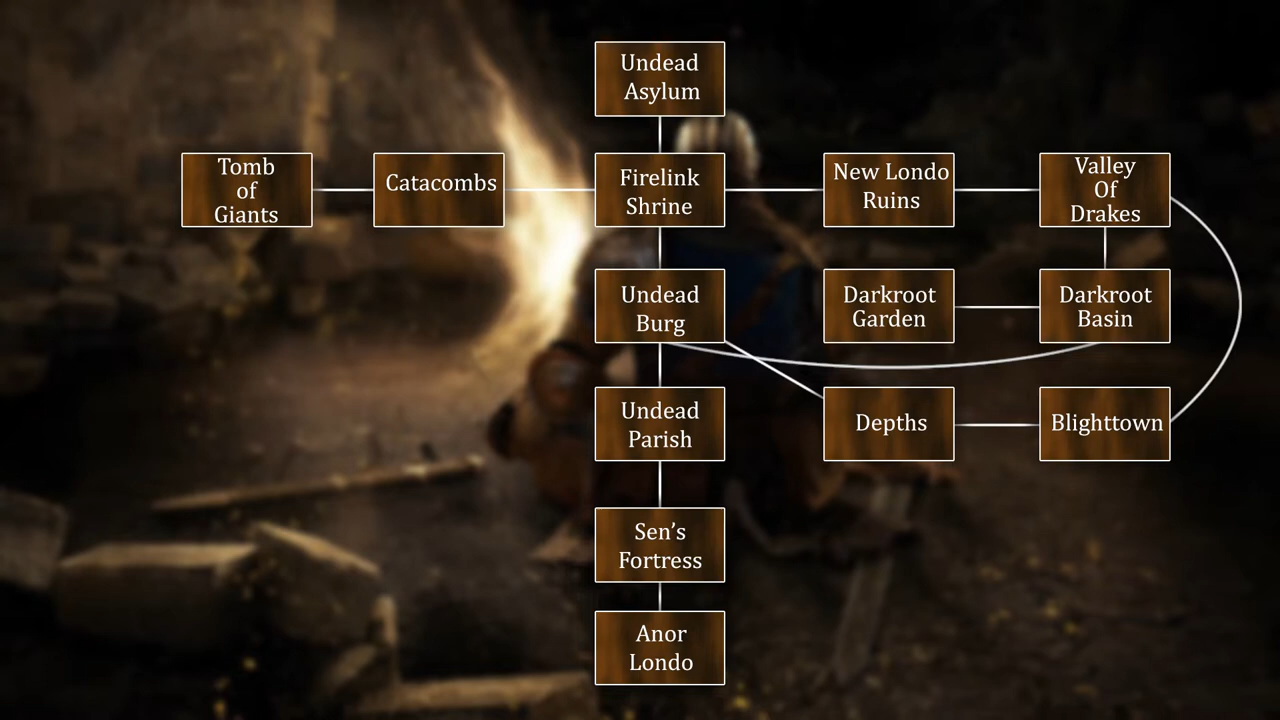 Undead
Asylum
Tomb
of
Giants
Catacombs
Firelink
Shrine
New Londo
Ruins
Valley
Of
Drakes
Undead
Burg
Darkroot
Garden
Darkroot
Basin
Undead
Parish
Depths
Blighttown
Sen’s
Fortress
Anor
Londo